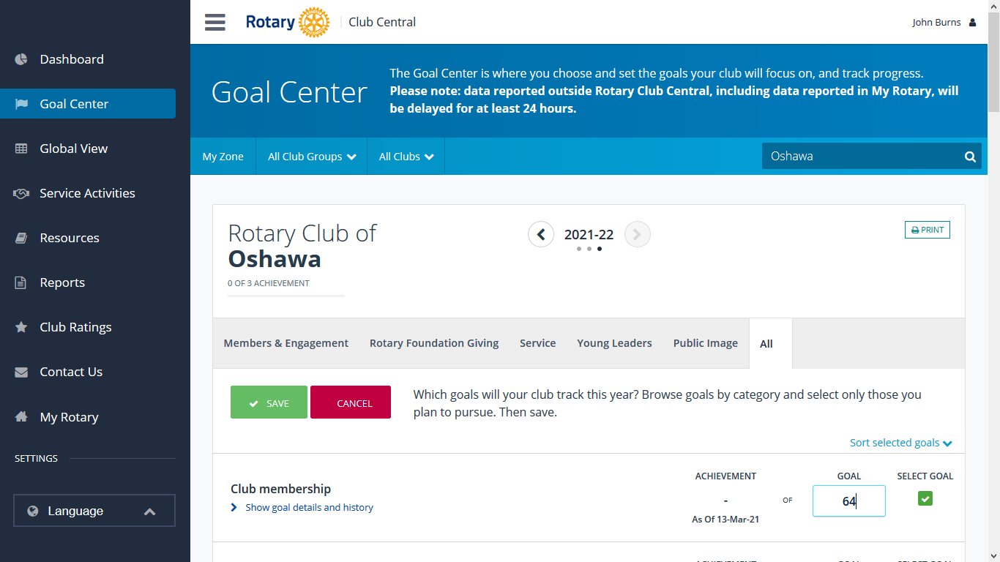 Dashboard
Goal Center
Global View
Service Activities
Resources
Reports
Club Ratings
Contact Us
My Rotary
SETTINGS
Language
Rotary
Club Central
John Burns
Goal Center
The Goal Center is where you choose and set the goals your club will focus on, and track progress.
Please note: data reported outside Rotary Club Central, including data reported in My Rotary, will
be delayed for at least 24 hours.
My Zone
All Club Groups
All Clubs
Oshawa
Rotary Club of
Oshawa
0 OF 3 ACHIEVEMENT
2021-22
PRINT
Members & Engagement
Rotary Foundation Giving
Service
Young Leaders
Public Image
All
SAVE
CANCEL
Which goals will your club track this year? Browse goals by category and select only those you
plan to pursue. Then save.
Sort selected goals
Club membership
Show goal details and history
ACHIEVEMENT
-
As Of 13-Mar-21
OF
GOAL
64
SELECT GOAL